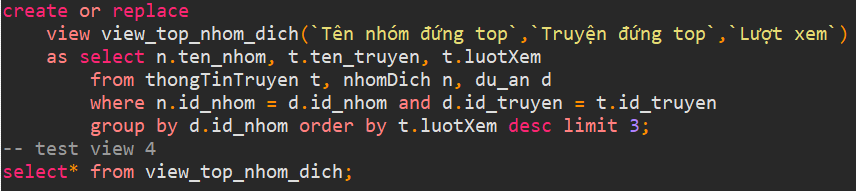 create or replace
    view view_top_nhom_dich(`Tên nhóm đứng top`,`Truyện đứng top`,`Lượt xem`)
    as select n.ten_nhom, t.ten_truyen, t.luotXem
        from thongTinTruyen t, nhomDich n, du_an d
        where n.id_nhom = d.id_nhom and d.id_truyen = t.id_truyen
        group by d.id_nhom order by t.luotXem desc limit 3;
-- test view 4
select* from view_top_nhom_dich;